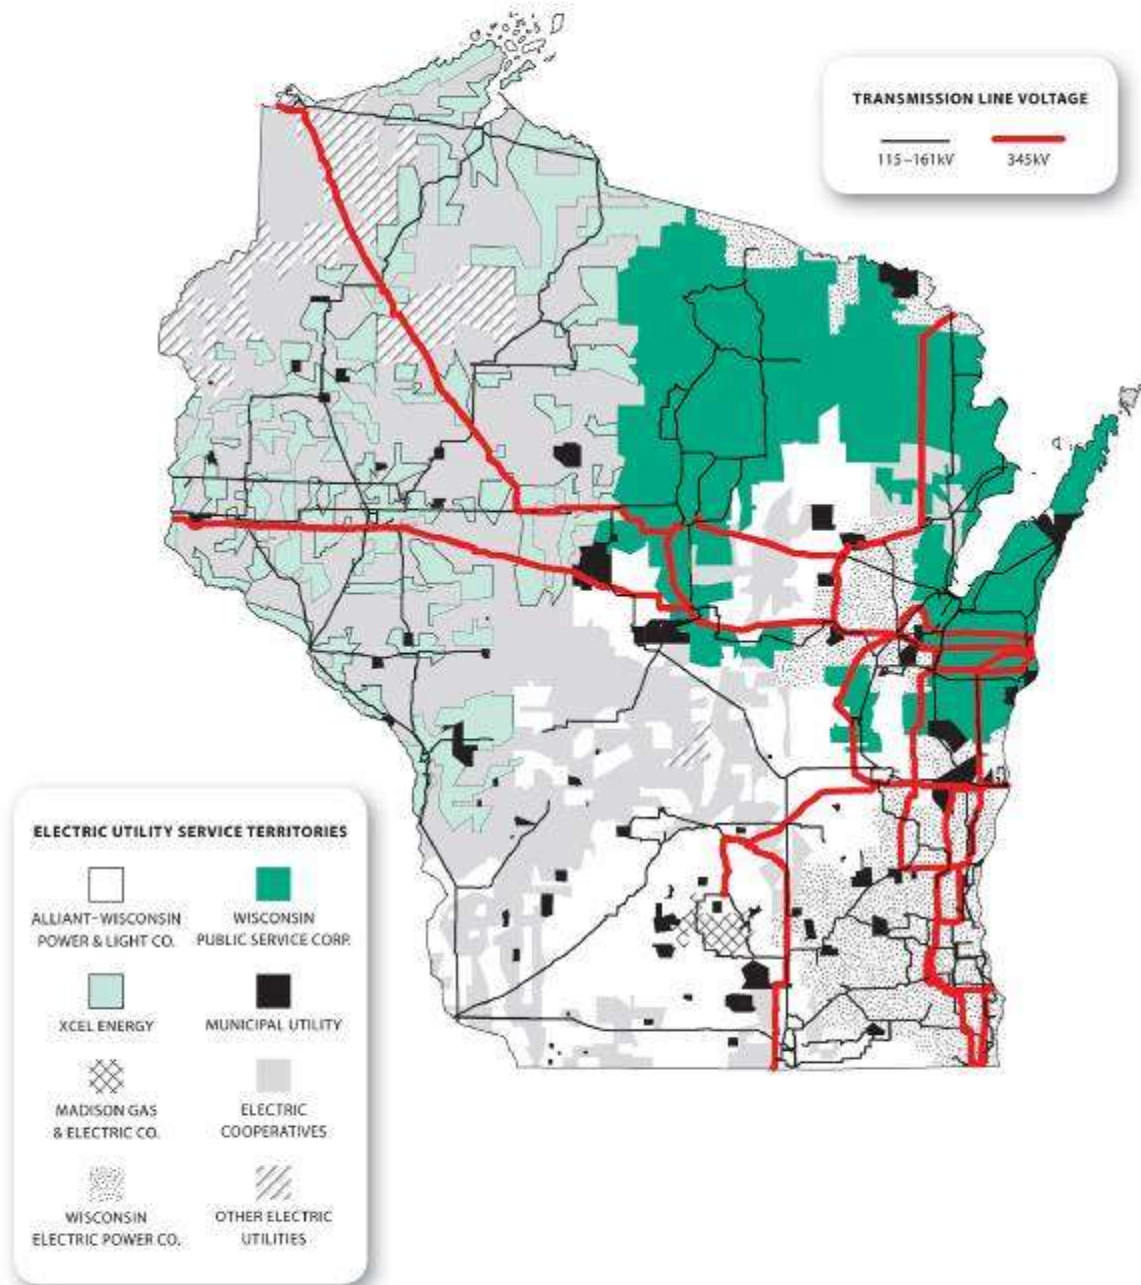 TRANSMISSION LINE VOLTAGE
115–161kV
345kV
ELECTRIC UTILITY SERVICE TERRITORIES
ALLIANT–WISCONSIN
POWER & LIGHT CO.
WISCONSIN
PUBLIC SERVICE CORP.
XCEL ENERGY
MUNICIPAL UTILITY
MADISON GAS
& ELECTRIC CO.
ELECTRIC
COOPERATIVES
WISCONSIN
ELECTRIC POWER CO.
OTHER ELECTRIC
UTILITIES